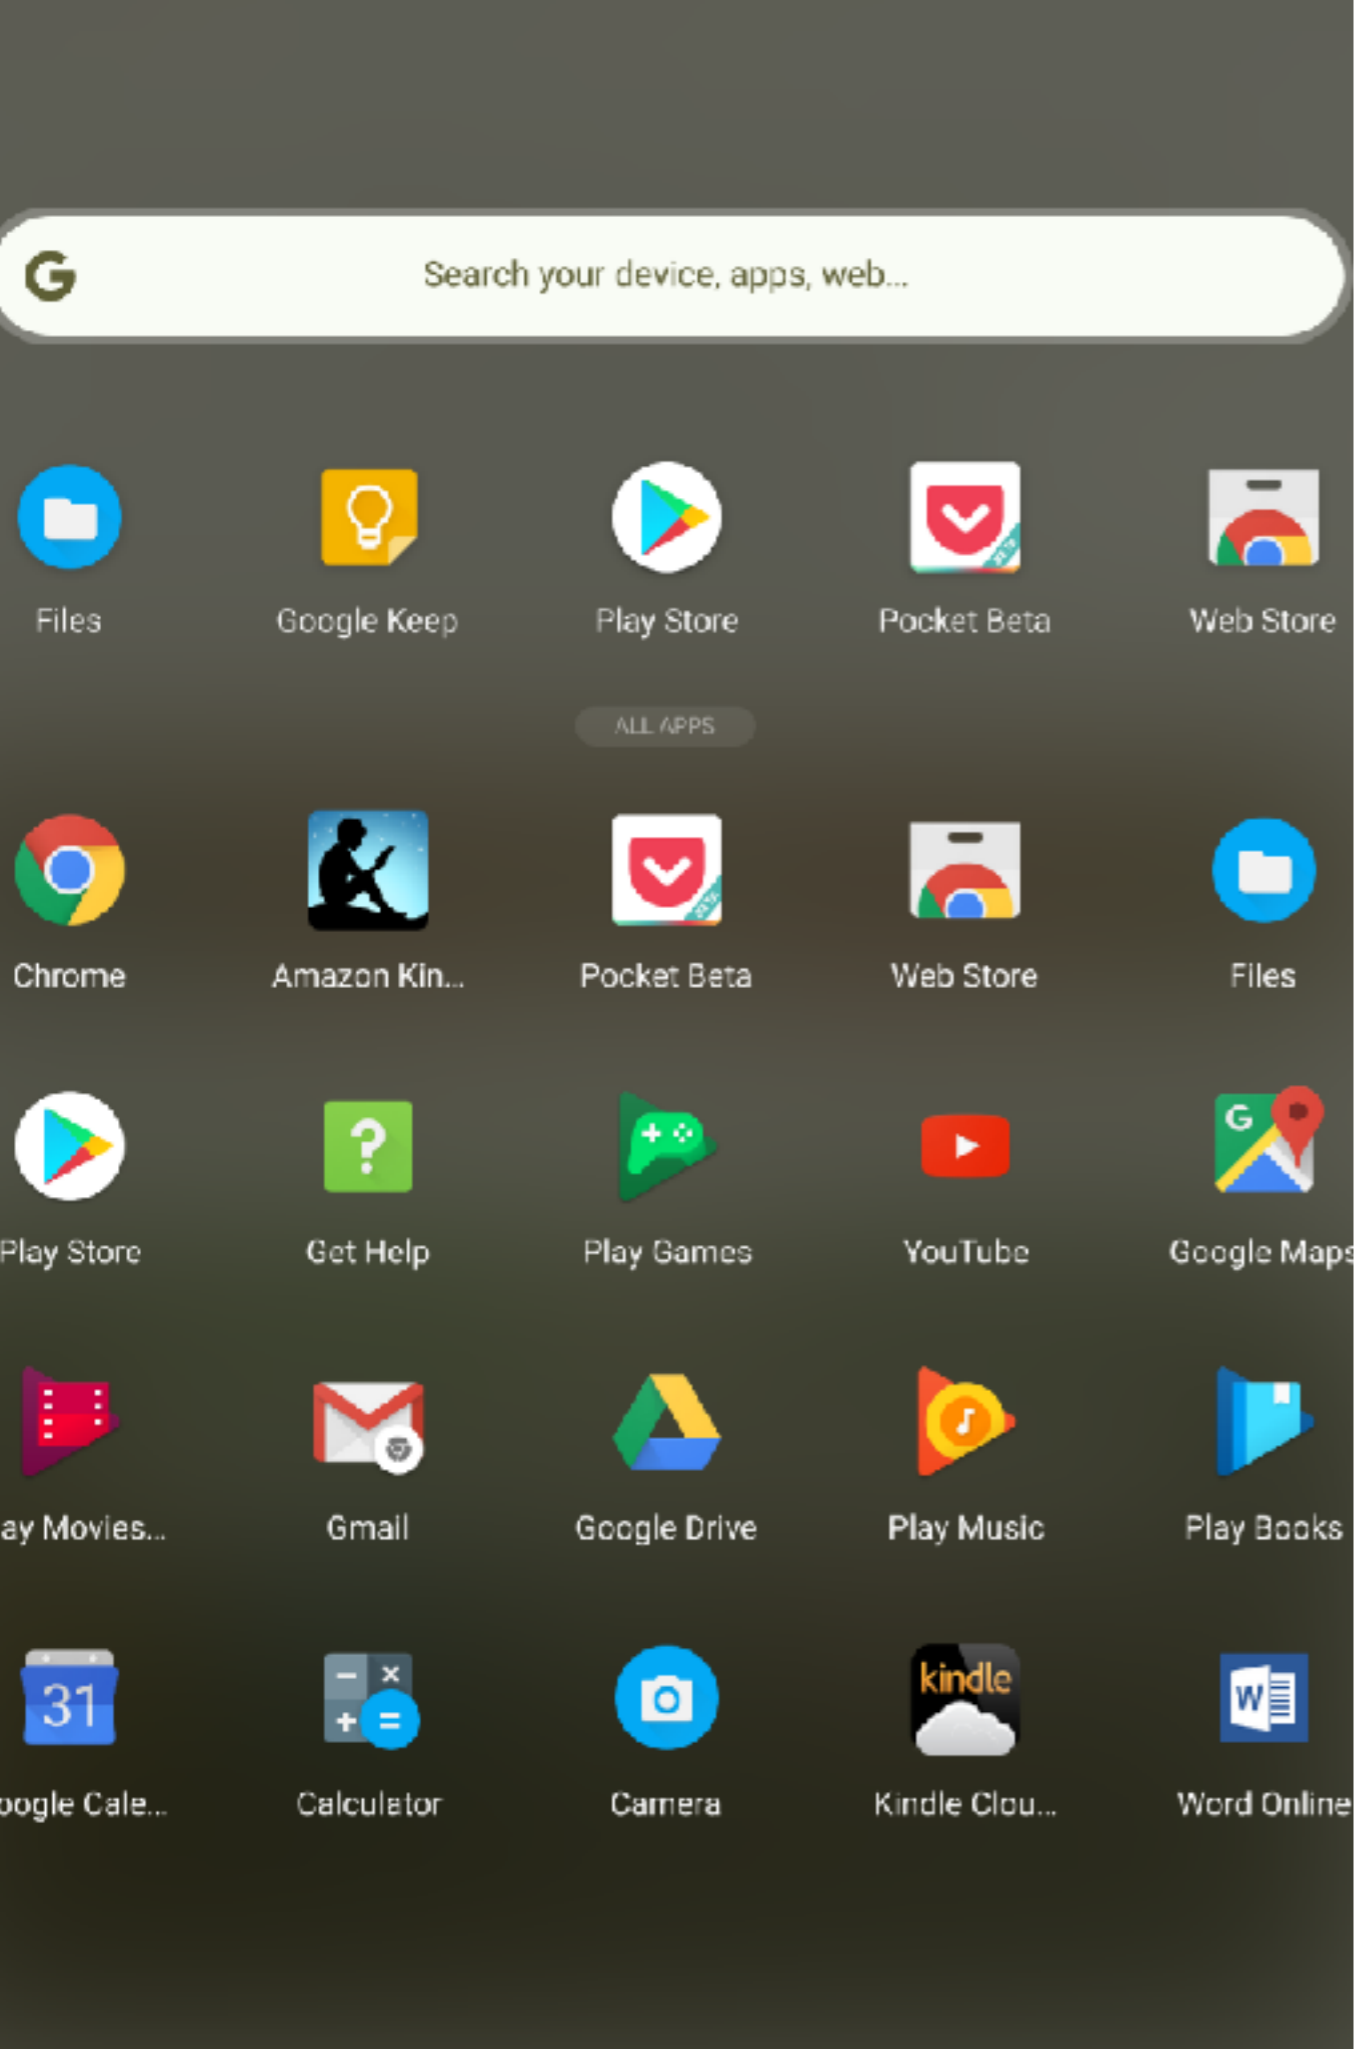 G
Search your device, apps, web...
Files Google Keep Play Store Pocket Beta Web Store
ALL APPS
Chrome Amazon Kin... Pocket Beta Web Store Files
G
Play Store Get Help Play Games YouTube Google Maps
ay Movies... Gmail Google Drive Play Music Play Books
31 kindle W
oogle Cale... Calculator Camera Kindle Clou... Word Online